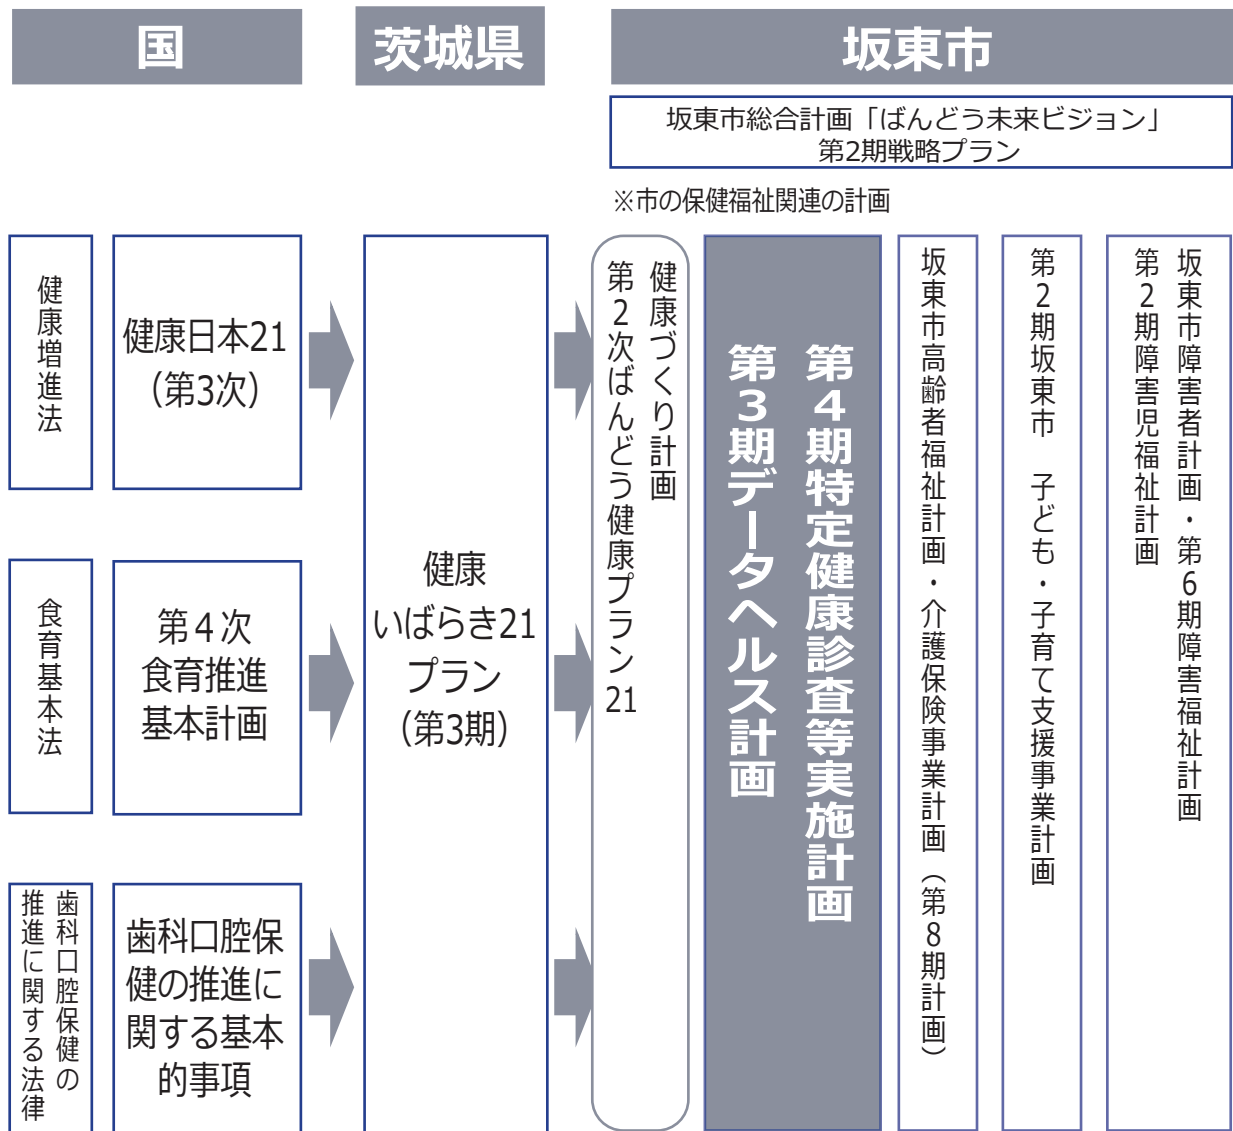 国
茨城県
坂東市
坂東市総合計画「ばんどう未来ビジョン」
第2期戦略プラン
※市の保健福祉関連の計画
健康増進法
健康日本21
（第3次）
食育基本法
第４次
食育推進
基本計画
歯科口腔保健の
推進に関する法律
歯科口腔保
健の推進に
関する基本
的事項
健康
いばらき21
プラン
（第3期）
健康づくり計画
第２次ばんどう健康プラン21
第４期特定健康診査等実施計画
第３期データヘルス計画
坂東市高齢者福祉計画・介護保険事業計画（第８期計画）
第２期坂東市　子ども・子育て支援事業計画
坂東市障害者計画・第６期障害福祉計画
第２期障害児福祉計画